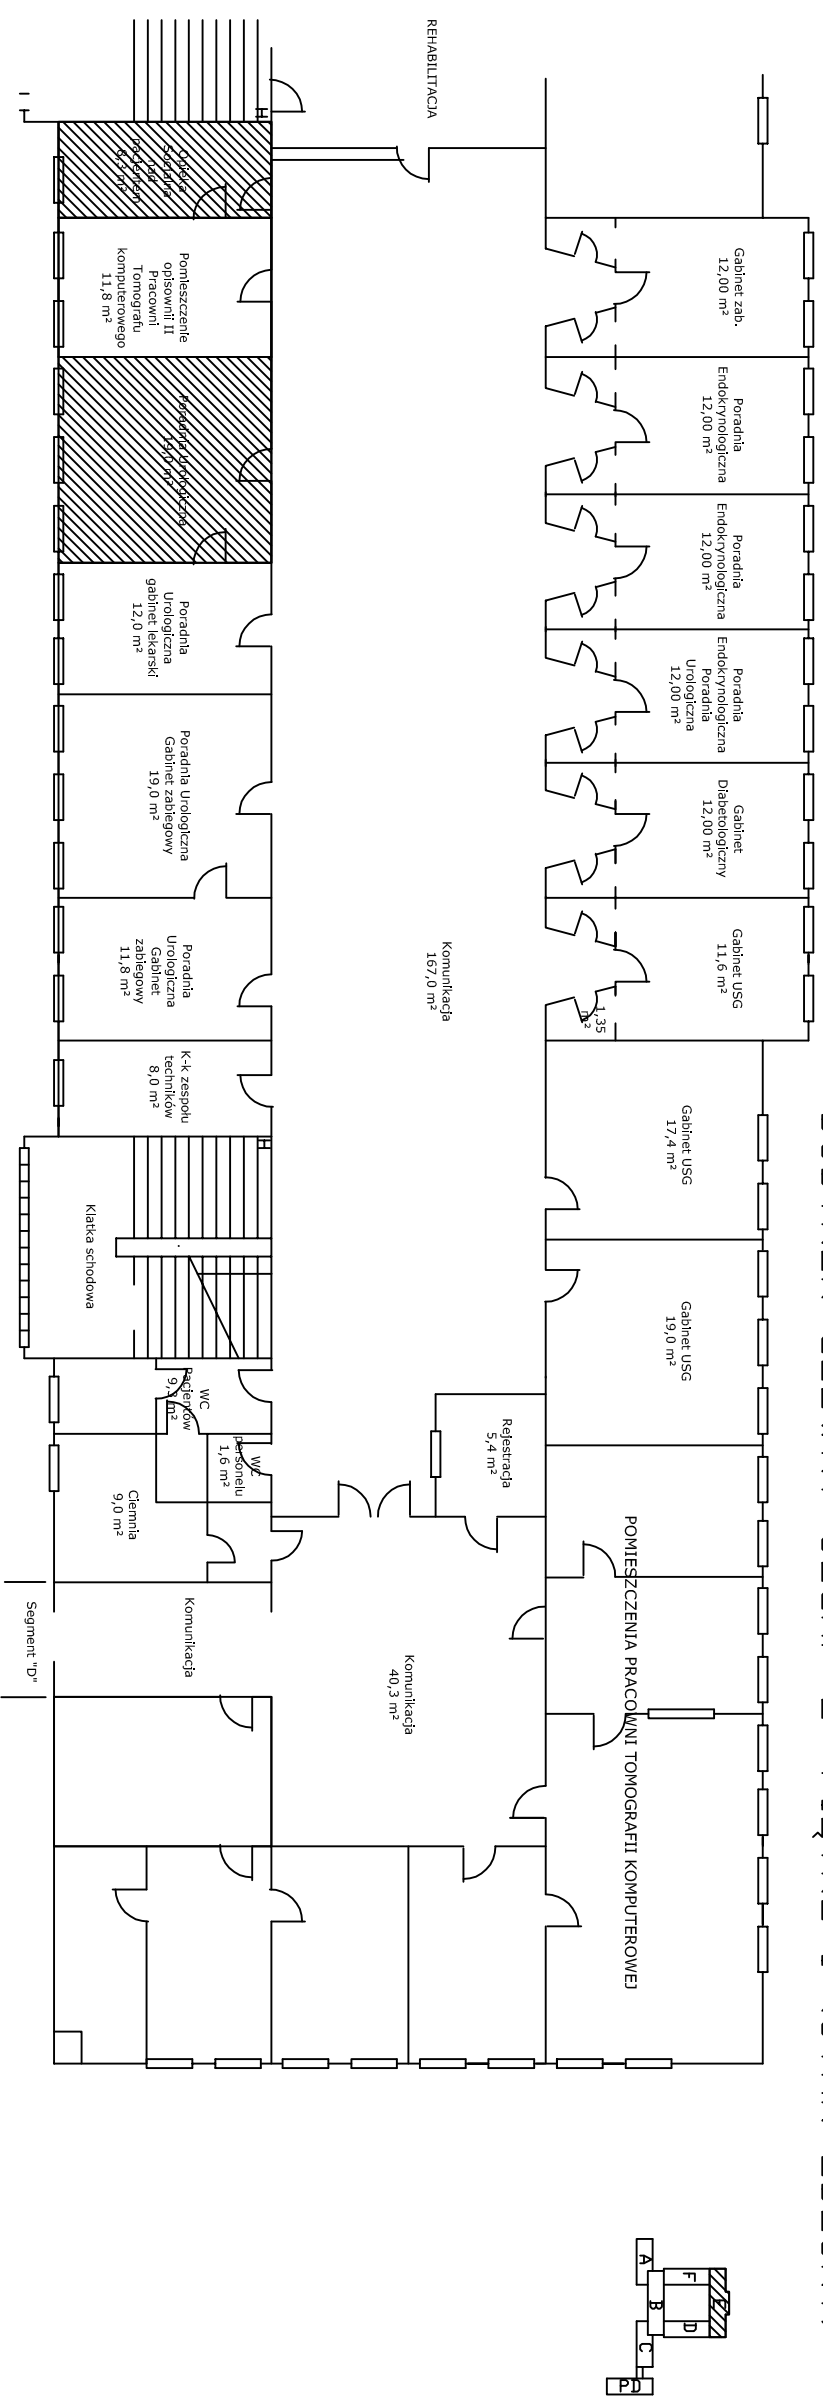 REHABILITACJA
H
Opieka
Socjalna
nad
pacjentem
8,3 m²
Pomieszczenie
opisowni II
Pracowni
Tomografu
komputerowego
11,8 m²
Poradnia Urologiczna
19,0 m²
Poradnia
Urologiczna
gabinet lekarski
12,0 m²
Poradnia Urologiczna
Gabinet zabiegowy
19,0 m²
Poradnia
Urologiczna
Gabinet
zabiegowy
11,8 m²
K-k zespołu
techników
8,0 m²
H
Klatka schodowa
WC
Pacjentów
9,3 m²
WC
personelu
1,6 m²
Ciemnia
9,0 m²
Komunikacja
Segment "D"
Gabinet zab.
12,00 m²
Poradnia
Endokrynologiczna
12,00 m²
Poradnia
Endokrynologiczna
12,00 m²
Poradnia
Endokrynologiczna
Poradnia
Urologiczna
12,00 m²
Gabinet
Diabetologiczny
12,00 m²
Gabinet USG
11,6 m²
1,35
m²
Komunikacja
167,0 m²
Gabinet USG
17,4 m²
Gabinet USG
19,0 m²
Rejestracja
5,4 m²
POMIESZCZENIA PRACOWNI TOMOGRAFII KOMPUTEROWEJ
Komunikacja
40,3 m²
A
F
E
B
D
C
PD